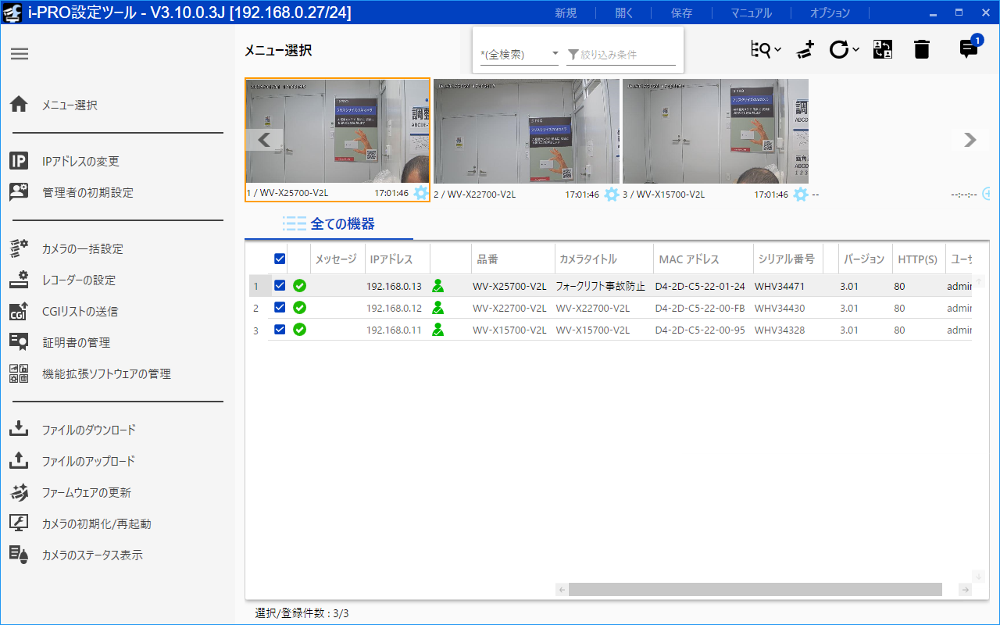 i-PRO設定ツール - V3.10.0.3J [192.168.0.27/24]
新規 開く 保存 マニュアル オプション
メニュー選択
*(全検索) 絞り込み条件
1
メニュー選択
IPアドレスの変更
管理者の初期設定
カメラの一括設定
レコーダーの設定
CGIリストの送信
証明書の管理
機能拡張ソフトウェアの管理
ファイルのダウンロード
ファイルのアップロード
ファームウェアの更新
カメラの初期化/再起動
カメラのステータス表示
1 / WV-X25700-V2L 17:01:46
2 / WV-X22700-V2L 17:01:46
3 / WV-X15700-V2L 17:01:46
-- --:--:--
全ての機器
メッセージ IPアドレス 品番 カメラタイトル MAC アドレス シリアル番号 バージョン HTTP(S) ユーサ
1 192.168.0.13 WV-X25700-V2L フォークリフト事故防止 D4-2D-C5-22-01-24 WHV34471 3.01 80 admin
2 192.168.0.12 WV-X22700-V2L WV-X22700-V2L D4-2D-C5-22-00-FB WHV34430 3.01 80 admin
3 192.168.0.11 WV-X15700-V2L WV-X15700-V2L D4-2D-C5-22-00-95 WHV34328 3.01 80 admin
選択/登録件数 : 3/3